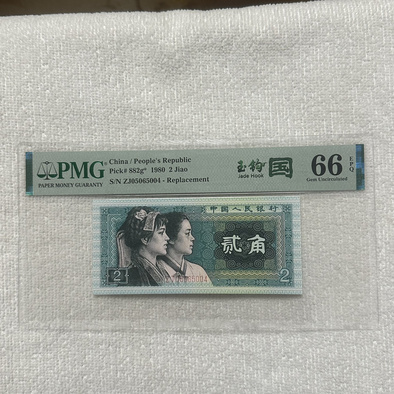 PMG
PAPER MONEY GUARANTY
China / People's Republic
Pick# 882g* 1980 2 Jiao
S/N ZJ05065004 - Replacement
玉钩国
Jade Hook
66 EPQ
Gem Uncirculated
中国人民银行
贰角
2
2